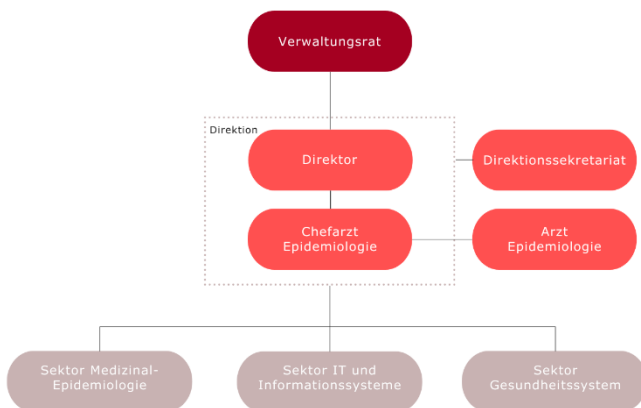 Verwaltungsrat
Direktion
Direktor
Direktionssekretariat
Chefarzt
Epidemiologie
Arzt
Epidemiologie
Sektor Medizinal-
Epidemiologie
Sektor IT und
Informationssysteme
Sektor
Gesundheitssystem